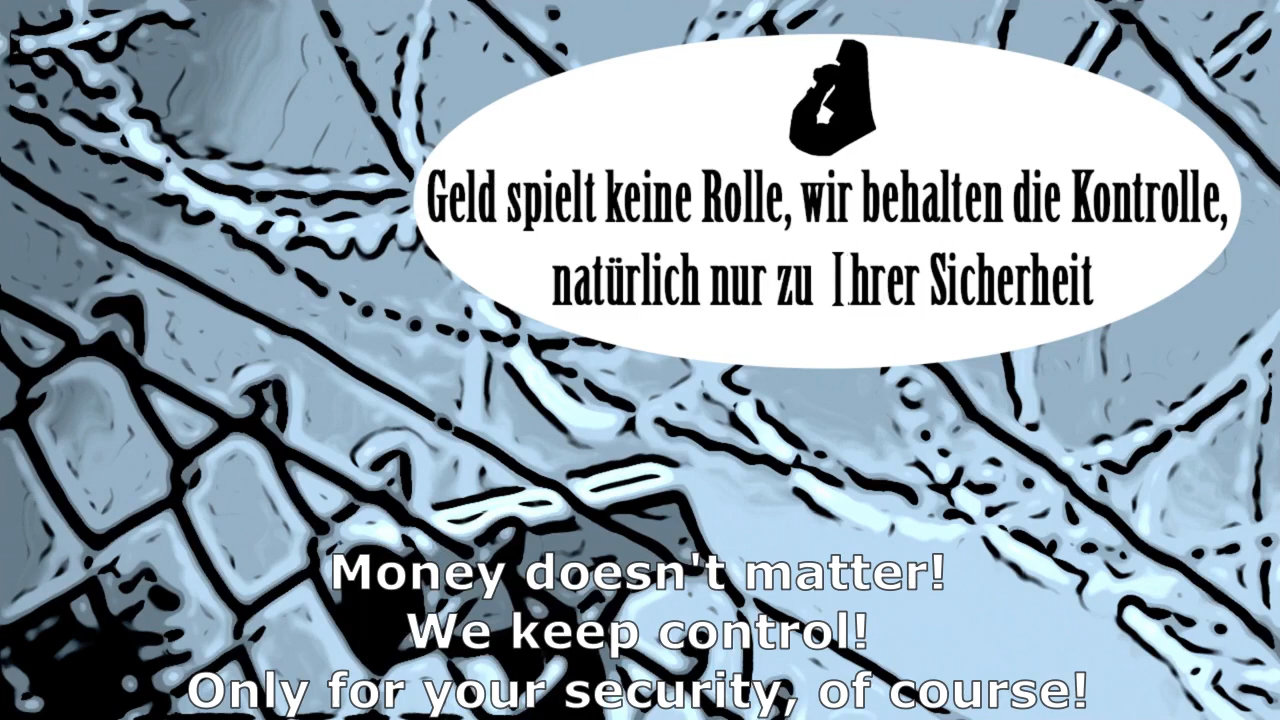 Geld spielt keine Rolle, wir behalten die Kontrolle,
natürlich nur zu Ihrer Sicherheit
Money doesn't matter!
We keep control!
Only for your security, of course!